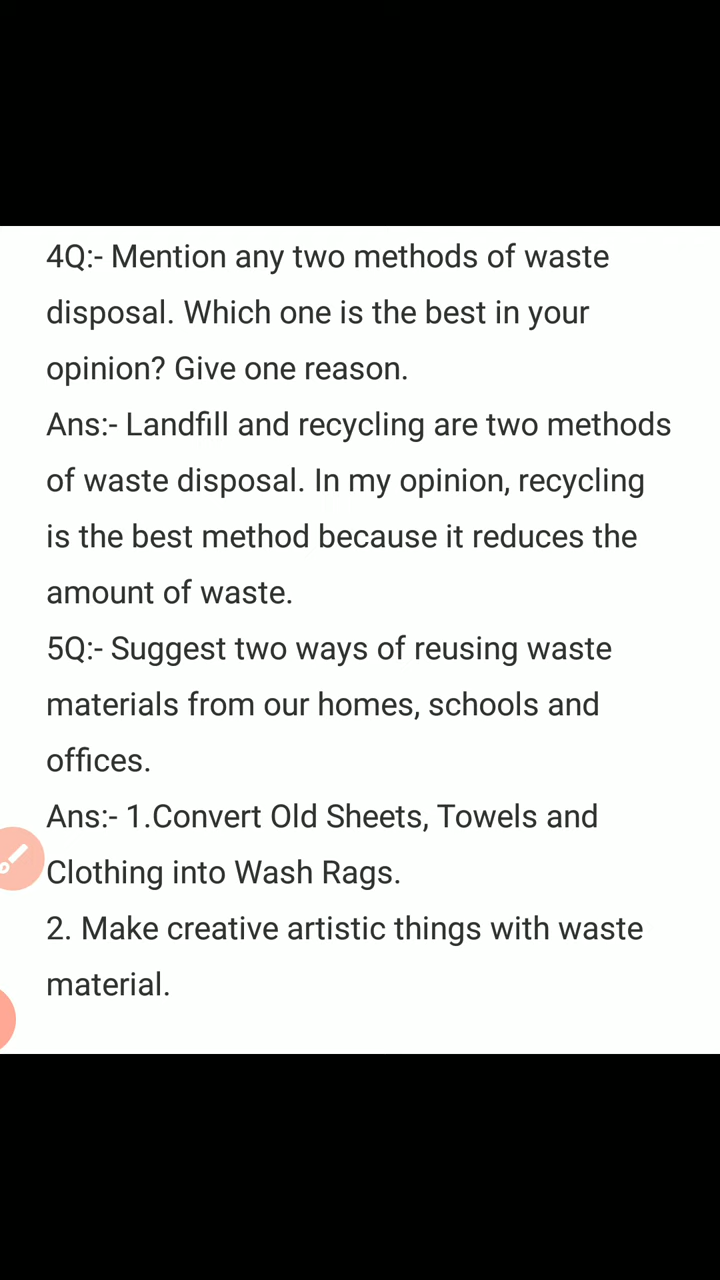 4Q:- Mention any two methods of waste
disposal. Which one is the best in your
opinion? Give one reason.
Ans:- Landfill and recycling are two methods
of waste disposal. In my opinion, recycling
is the best method because it reduces the
amount of waste.
5Q:- Suggest two ways of reusing waste
materials from our homes, schools and
offices.
Ans:- 1.Convert Old Sheets, Towels and
Clothing into Wash Rags.
2. Make creative artistic things with waste
material.